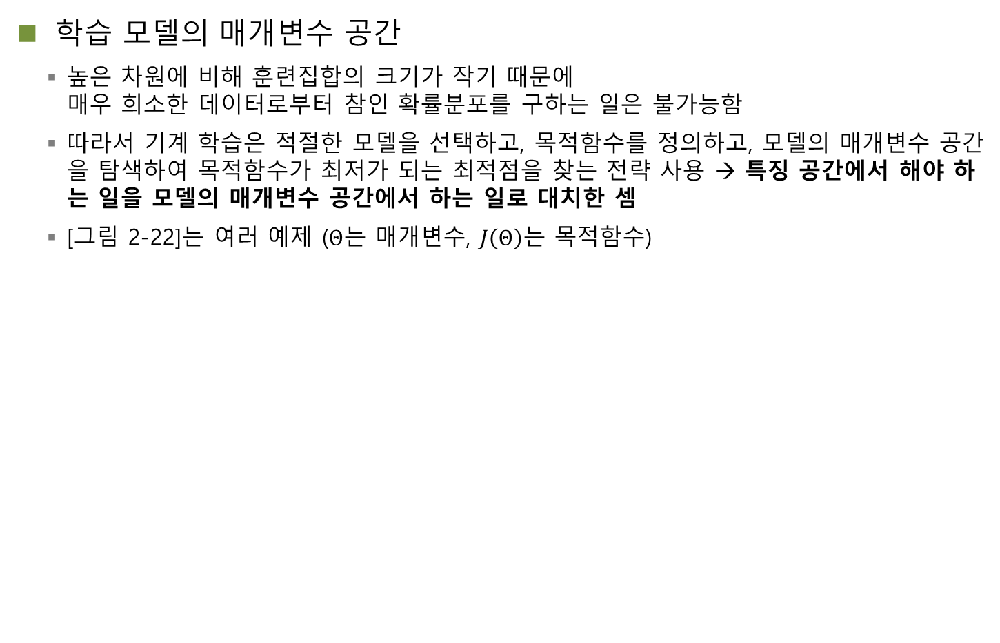 학습 모델의 매개변수 공간
높은 차원에 비해 훈련집합의 크기가 작기 때문에
매우 희소한 데이터로부터 참인 확률분포를 구하는 일은 불가능함
따라서 기계 학습은 적절한 모델을 선택하고, 목적함수를 정의하고, 모델의 매개변수 공간
을 탐색하여 목적함수가 최저가 되는 최적점을 찾는 전략 사용 → 특징 공간에서 해야 하
는 일을 모델의 매개변수 공간에서 하는 일로 대치한 셈
[그림 2-22]는 여러 예제 (Θ는 매개변수, J(Θ)는 목적함수)